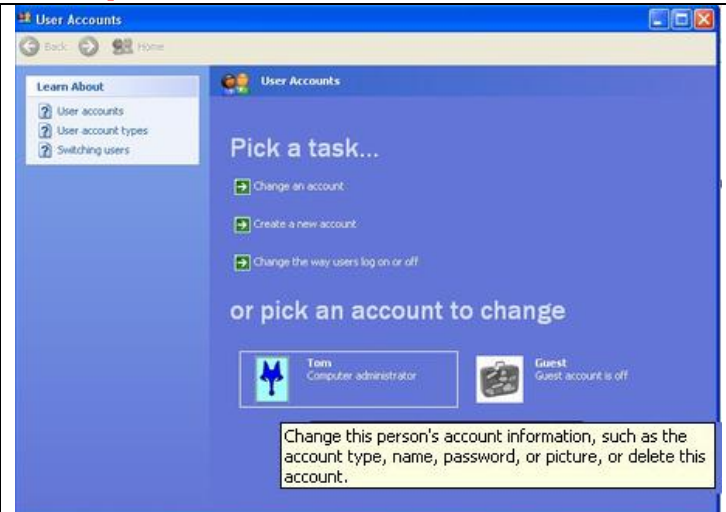 User Accounts
Back Home
Learn About
User accounts
User account types
Switching users
User Accounts
Pick a task...
Change an account
Create a new account
Change the way users log on or off
or pick an account to change
Tom
Computer administrator
Guest
Guest account is off
Change this person's account information, such as the
account type, name, password, or picture, or delete this
account.